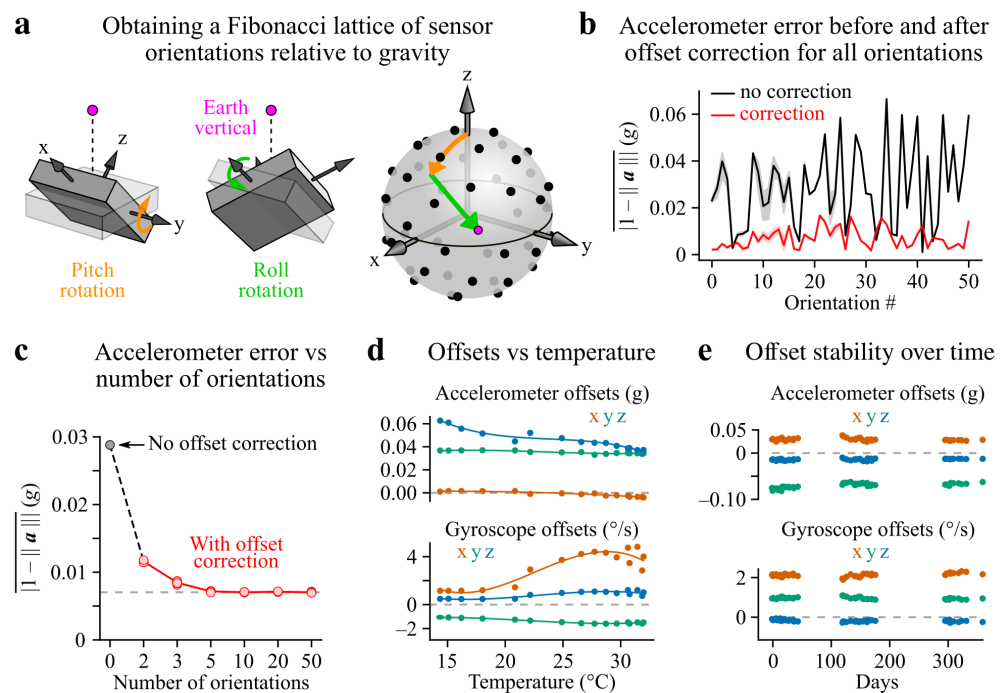 a
Obtaining a Fibonacci lattice of sensor
orientations relative to gravity
Earth
vertical
x
z
y
Pitch
rotation
Roll
rotation
z
x
y
b
Accelerometer error before and after
offset correction for all orientations
|1 − || a ||| (g)
no correction
correction
0.06
0.04
0.02
0
0
10
20
30
40
50
Orientation #
c
Accelerometer error vs
number of orientations
|1 − || a ||| (g)
0.03
0.02
0.01
0
No offset correction
With offset
correction
0
2
3
5
10
20
50
Number of orientations
d
Offsets vs temperature
Accelerometer offsets (g)
x y z
0.06
0.04
0.02
0.00
Gyroscope offsets (°/s)
x y z
4
2
0
−2
15
20
25
30
Temperature (°C)
e
Offset stability over time
Accelerometer offsets (g)
x y z
0.05
0
−0.10
Gyroscope offsets (°/s)
x y z
2
0
0
100
200
300
Days